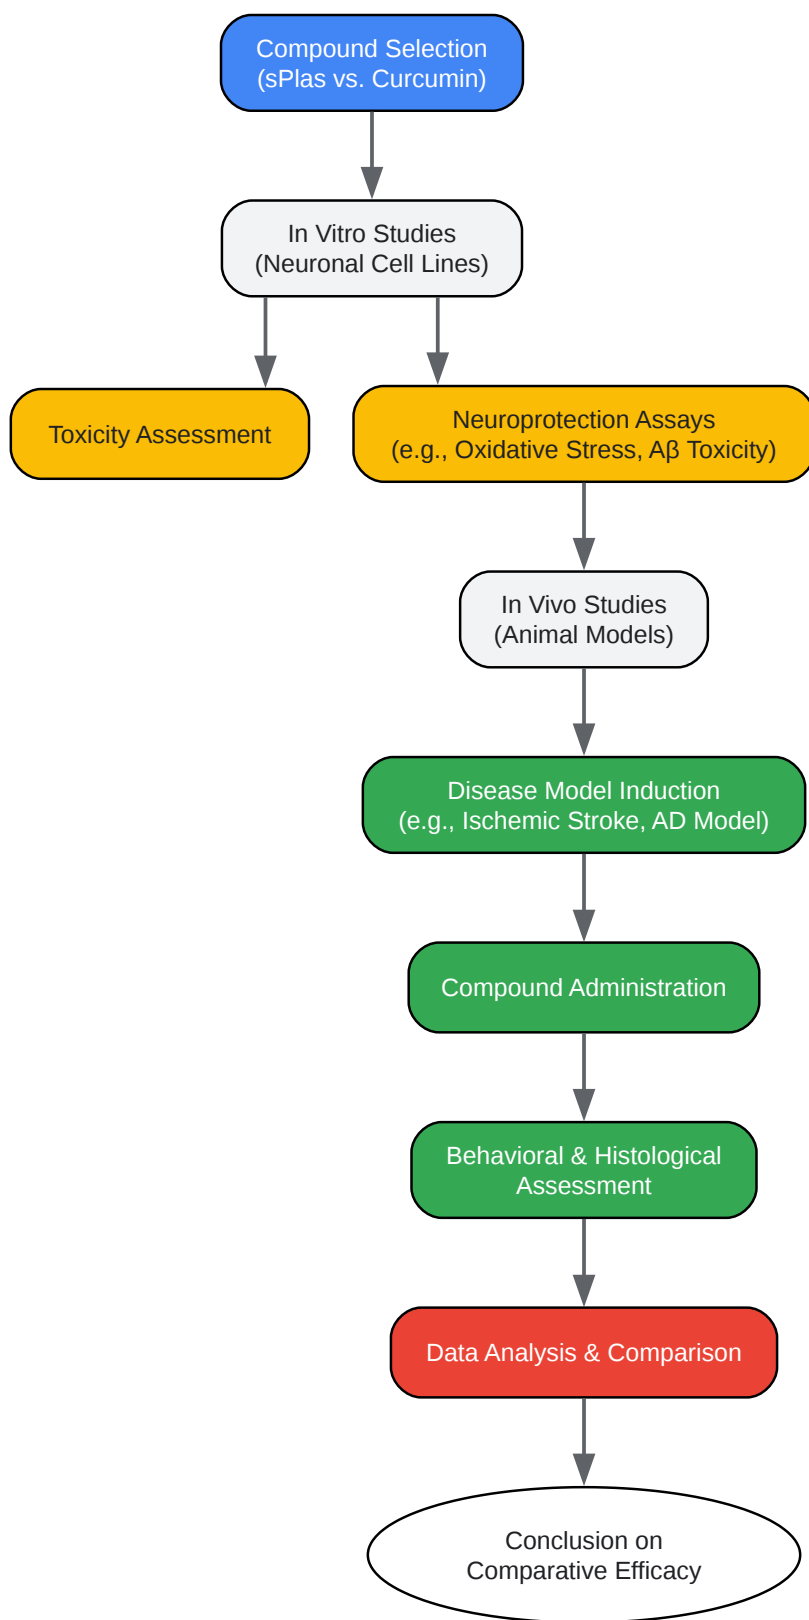 Compound Selection
(sPlas vs. Curcumin)
In Vitro Studies
(Neuronal Cell Lines)
Toxicity Assessment
Neuroprotection Assays
(e.g., Oxidative Stress, Aβ Toxicity)
In Vivo Studies
(Animal Models)
Disease Model Induction
(e.g., Ischemic Stroke, AD Model)
Compound Administration
Behavioral & Histological
Assessment
Data Analysis & Comparison
Conclusion on
Comparative Efficacy